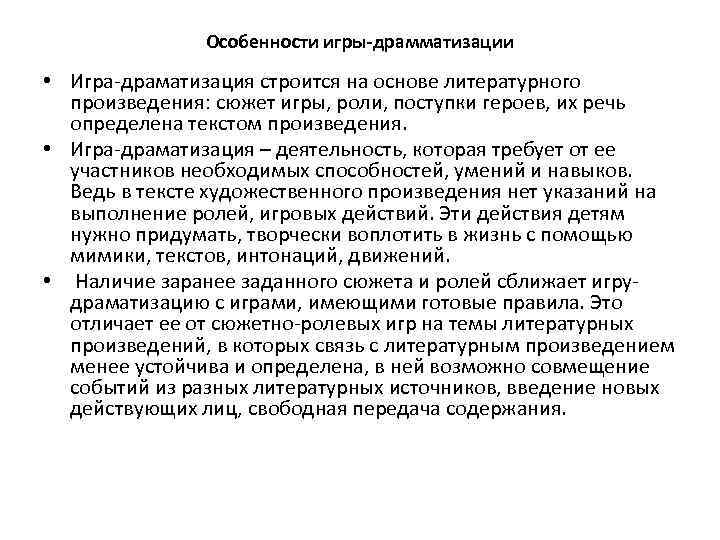 Особенности игры-драмматизации
• Игра-драматизация строится на основе литературного
произведения: сюжет игры, роли, поступки героев, их речь
определена текстом произведения.
• Игра-драматизация – деятельность, которая требует от ее
участников необходимых способностей, умений и навыков.
Ведь в тексте художественного произведения нет указаний на
выполнение ролей, игровых действий. Эти действия детям
нужно придумать, творчески воплотить в жизнь с помощью
мимики, текстов, интонаций, движений.
• Наличие заранее заданного сюжета и ролей сближает игру-
драматизацию с играми, имеющими готовые правила. Это
отличает ее от сюжетно-ролевых игр на темы литературных
произведений, в которых связь с литературным произведением
менее устойчива и определена, в ней возможно совмещение
событий из разных литературных источников, введение новых
действующих лиц, свободная передача содержания.